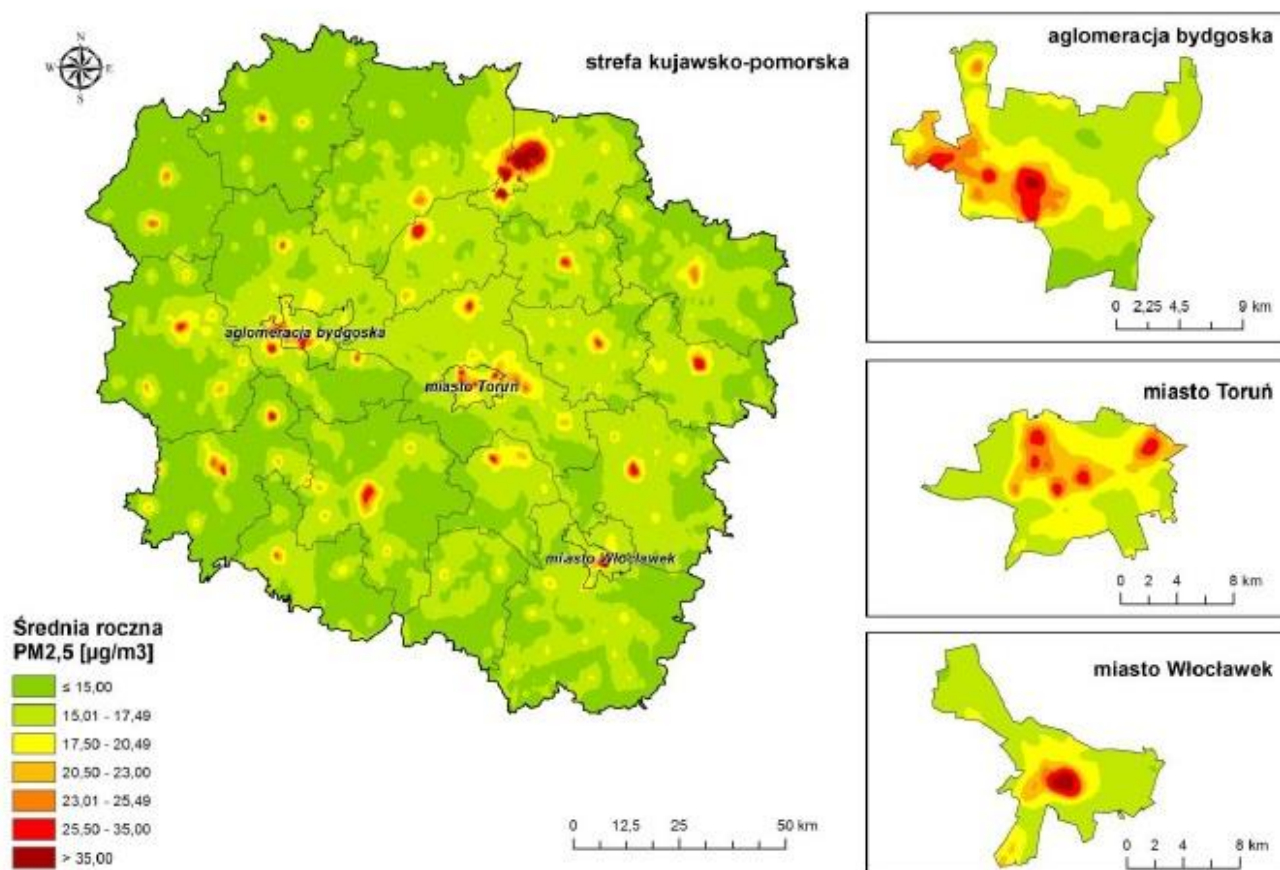 N
W E
S
strefa kujawsko-pomorska
aglomeracja bydgoska
miasto Toruń
miasto Włocławek
Średnia roczna
PM2,5 [µg/m3]
≤ 15,00
15,01 - 17,49
17,50 - 20,49
20,50 - 23,00
23,01 - 25,49
25,50 - 35,00
> 35,00
0 12,5 25 50 km
aglomeracja bydgoska
0 2,25 4,5 9 km
miasto Toruń
0 2 4 8 km
miasto Włocławek
0 2 4 8 km